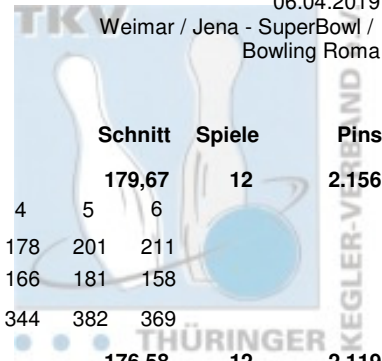 06.04.2019
TKV
Weimar / Jena - SuperBowl /
Bowling Roma
Schnitt Spiele Pins
179,67 12 2.156
4 5 6
178 201 211
166 181 158
344 382 369
THÜRINGER
KEGLER-VERBAND
176,58 12 2.119